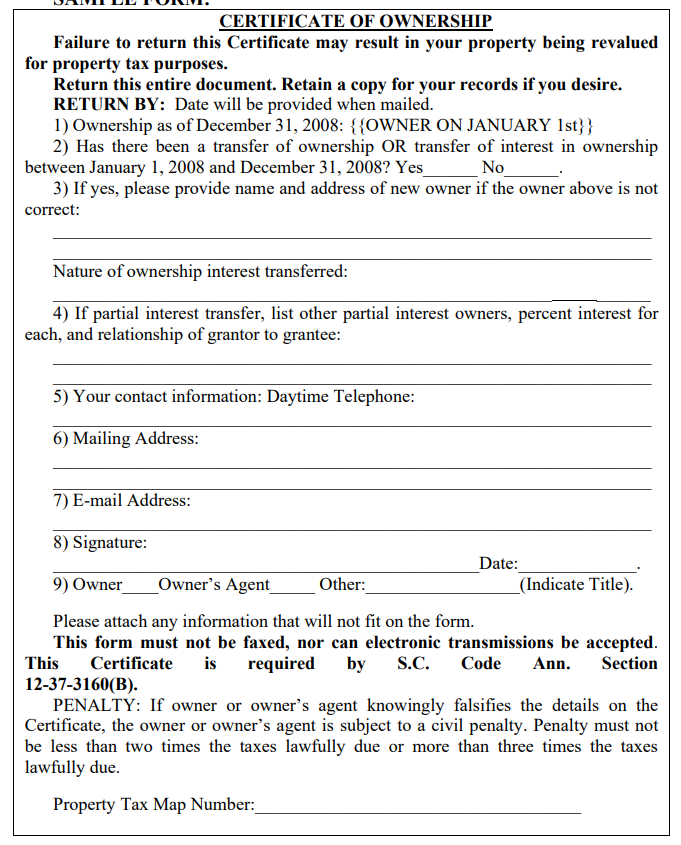 SAMPLE FORM:
CERTIFICATE OF OWNERSHIP
Failure to return this Certificate may result in your property being revalued
for property tax purposes.
Return this entire document. Retain a copy for your records if you desire.
RETURN BY: Date will be provided when mailed.
1) Ownership as of December 31, 2008: {{OWNER ON JANUARY 1st}}
2) Has there been a transfer of ownership OR transfer of interest in ownership
between January 1, 2008 and December 31, 2008? Yes______ No______.
3) If yes, please provide name and address of new owner if the owner above is not
correct:
Nature of ownership interest transferred:
4) If partial interest transfer, list other partial interest owners, percent interest for
each, and relationship of grantor to grantee:
5) Your contact information: Daytime Telephone:
6) Mailing Address:
7) E-mail Address:
8) Signature:
Date:_____________.
9) Owner____Owner's Agent_____ Other:_________________(Indicate Title).
Please attach any information that will not fit on the form.
This form must not be faxed, nor can electronic transmissions be accepted.
This Certificate is required by S.C. Code Ann. Section
12-37-3160(B).
PENALTY: If owner or owner's agent knowingly falsifies the details on the
Certificate, the owner or owner's agent is subject to a civil penalty. Penalty must not
be less than two times the taxes lawfully due or more than three times the taxes
lawfully due.
Property Tax Map Number:____________________________________